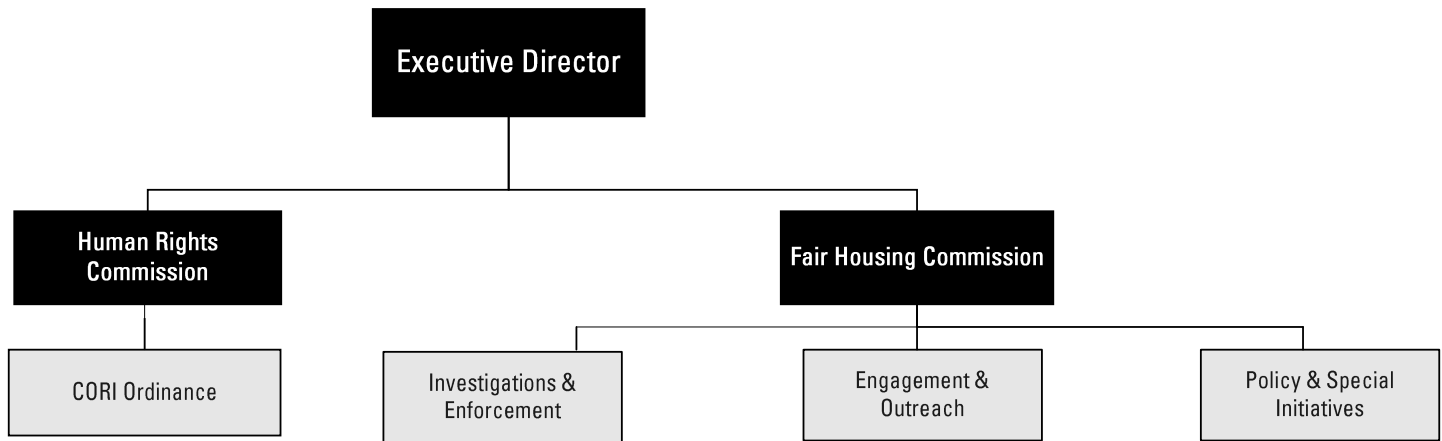 Executive Director
Human Rights
Commission
Fair Housing Commission
CORI Ordinance
Investigations &
Enforcement
Engagement &
Outreach
Policy & Special
Initiatives